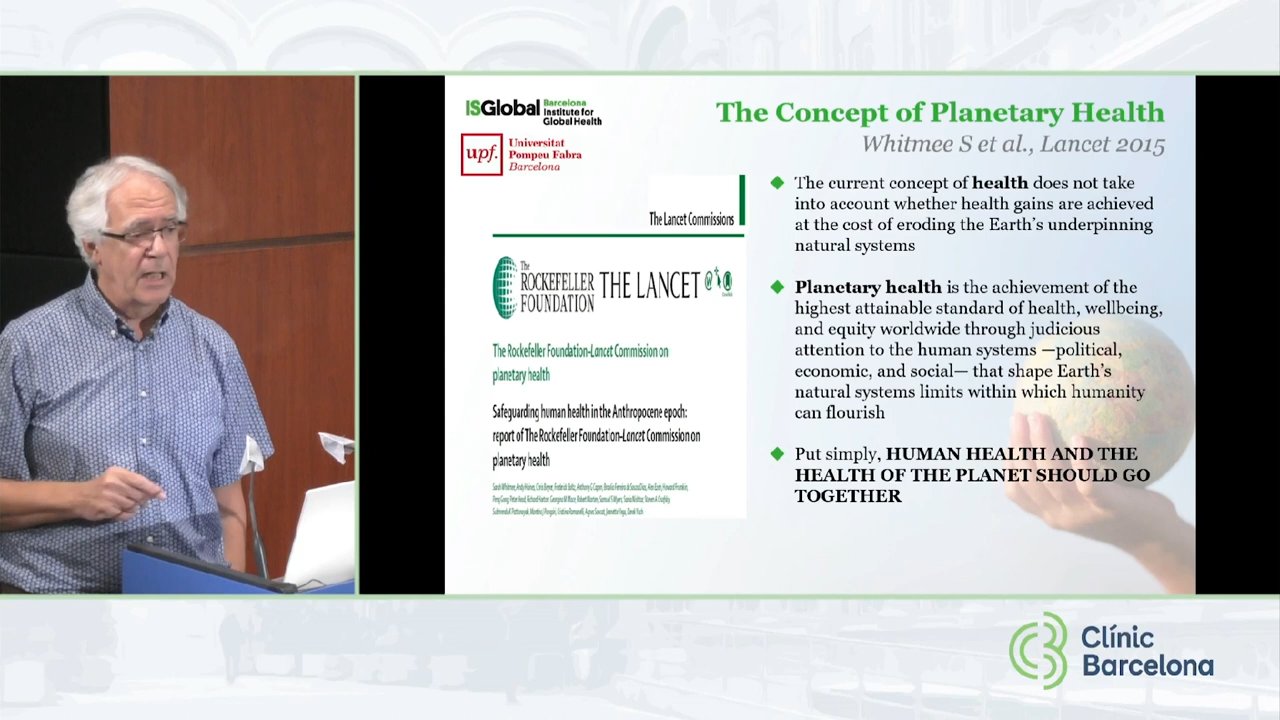 ISGlobal Barcelona
Institute for
Global Health
upf. Universitat
Pompeu Fabra
Barcelona
The Concept of Planetary Health
Whitmee S et al., Lancet 2015
The Lancet Commissions
The
ROCKEFELLER
FOUNDATION
THE LANCET
The Rockefeller Foundation-Lancet Commission on
planetary health
Safeguarding human health in the Anthropocene epoch:
report of The Rockefeller Foundation-Lancet Commission on
planetary health
The current concept of health does not take
into account whether health gains are achieved
at the cost of eroding the Earth's underpinning
natural systems
Planetary health is the achievement of the
highest attainable standard of health, wellbeing,
and equity worldwide through judicious
attention to the human systems —political,
economic, and social— that shape Earth's
natural systems limits within which humanity
can flourish
Put simply, HUMAN HEALTH AND THE
HEALTH OF THE PLANET SHOULD GO
TOGETHER
Clínic
Barcelona